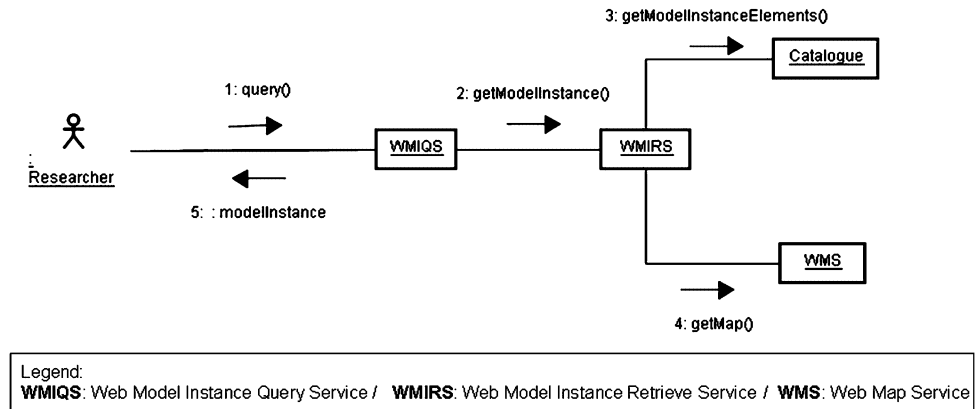 3: getModelInstanceElements()
Catalogue
1: query()
2: getModelInstance()
WMIQS
WMIRS
:
Researcher
5: : modelInstance
WMS
4: getMap()
Legend:
WMIQS: Web Model Instance Query Service / WMIRS: Web Model Instance Retrieve Service / WMS: Web Map Service